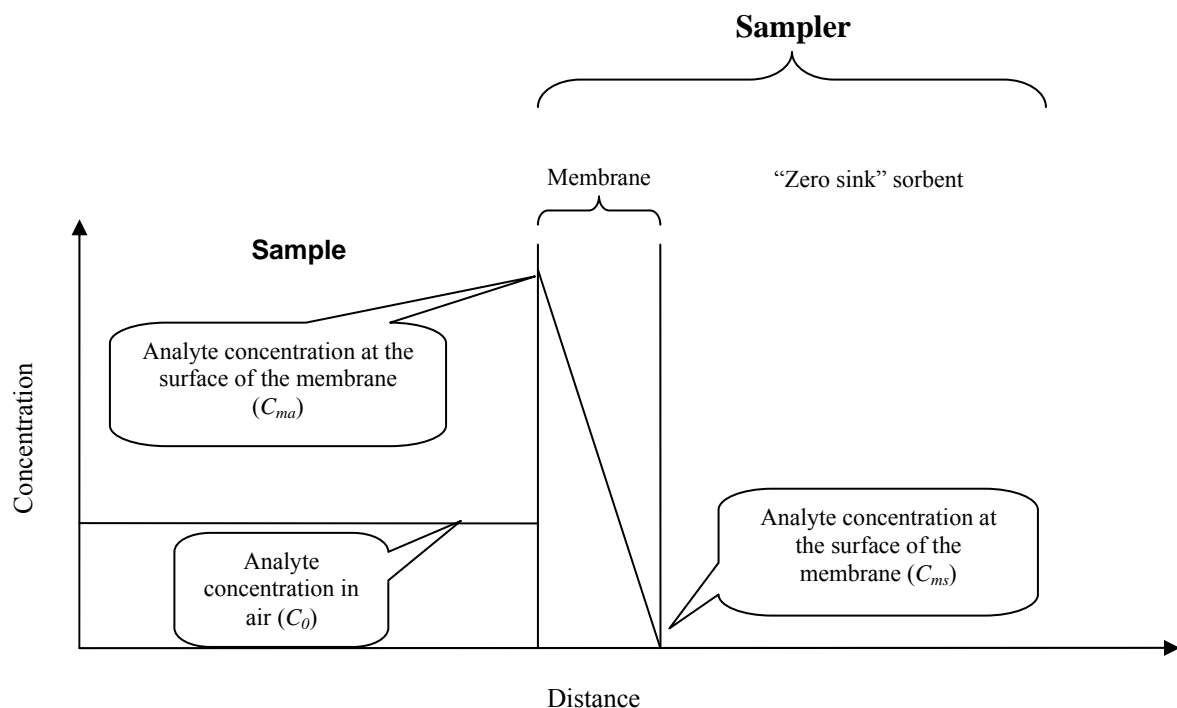 Sampler
Membrane
“Zero sink” sorbent
Sample
Analyte concentration at the
surface of the membrane
(Cma)
Concentration
Analyte concentration at
the surface of the
membrane (Cms)
Analyte
concentration in
air (C0)
Distance